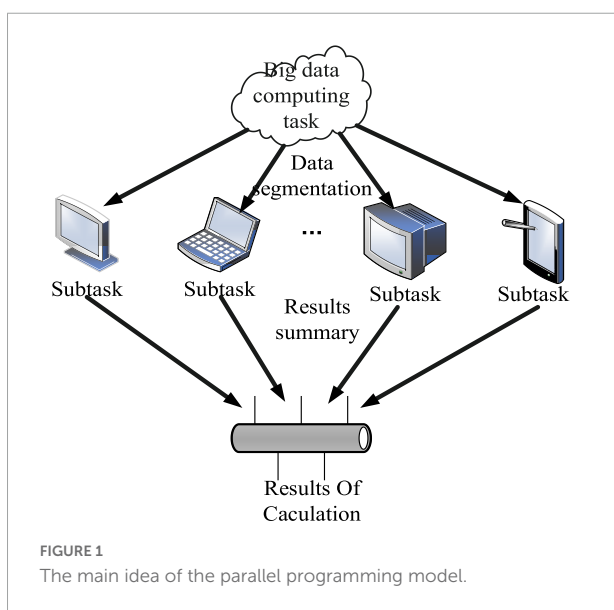 Big data
computing
task
Data
segmentation
...
Subtask
Subtask
Subtask
Subtask
Results
summary
Results Of
Caculation
FIGURE 1
The main idea of the parallel programming model.